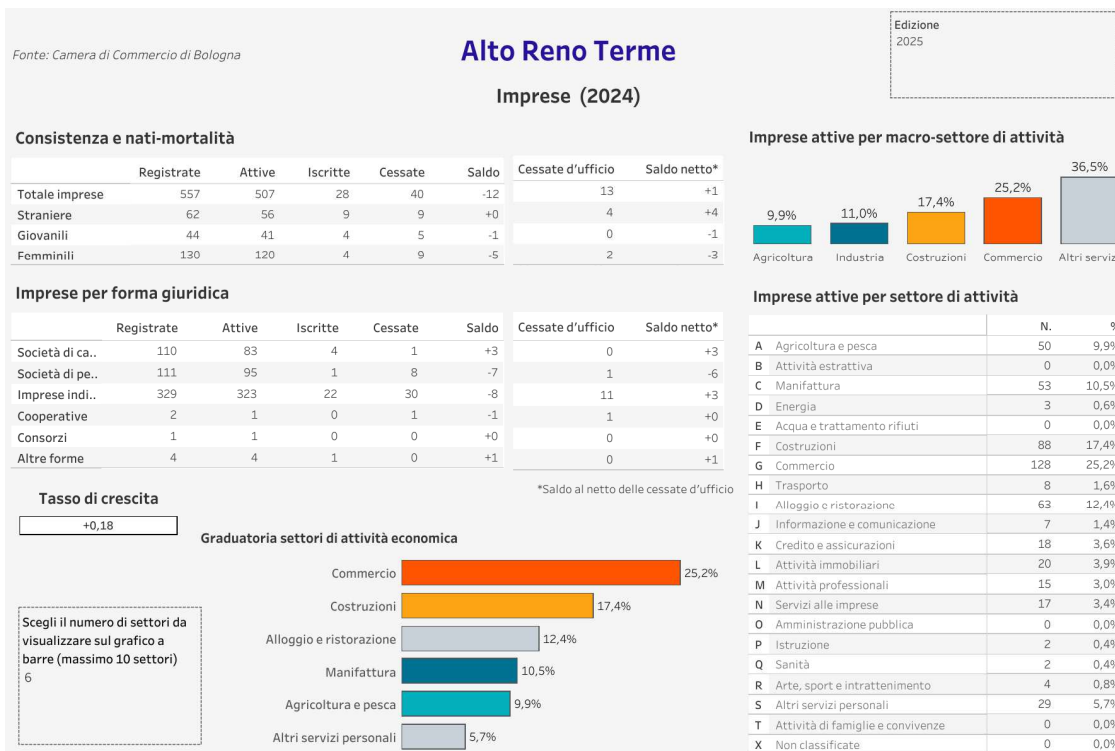 Fonte: Camera di Commercio di Bologna
Alto Reno Terme
Edizione
2025
Imprese (2024)
Consistenza e nati-mortalità
Registrate Attive Iscritte Cessate Saldo Cessate d'ufficio Saldo netto*
Totale imprese 557 507 28 40 -12 13 +1
Straniere 62 56 9 9 +0 4 +4
Giovanili 44 41 4 5 -1 0 -1
Femminili 130 120 4 9 -5 2 -3
Imprese per forma giuridica
Registrate Attive Iscritte Cessate Saldo Cessate d'ufficio Saldo netto*
Società di ca.. 110 83 4 1 +3 0 +3
Società di pe.. 111 95 1 8 -7 1 -6
Imprese indi.. 329 323 22 30 -8 11 +3
Cooperative 2 1 0 1 -1 1 +0
Consorzi 1 1 0 0 +0 0 +0
Altre forme 4 4 1 0 +1 0 +1
*Saldo al netto delle cessate d'ufficio
Tasso di crescita
+0,18
Scegli il numero di settori da
visualizzare sul grafico a
barre (massimo 10 settori)
6
Graduatoria settori di attività economica
Commercio 25,2%
Costruzioni 17,4%
Alloggio e ristorazione 12,4%
Manifattura 10,5%
Agricoltura e pesca 9,9%
Altri servizi personali 5,7%
Imprese attive per macro-settore di attività
9,9% 11,0% 17,4% 25,2% 36,5%
Agricoltura Industria Costruzioni Commercio Altri servizi
Imprese attive per settore di attività
N. %
A Agricoltura e pesca 50 9,9%
B Attività estrattiva 0 0,0%
C Manifattura 53 10,5%
D Energia 3 0,6%
E Acqua e trattamento rifiuti 0 0,0%
F Costruzioni 88 17,4%
G Commercio 128 25,2%
H Trasporto 8 1,6%
I Alloggio e ristorazione 63 12,4%
J Informazione e comunicazione 7 1,4%
K Credito e assicurazioni 18 3,6%
L Attività immobiliari 20 3,9%
M Attività professionali 15 3,0%
N Servizi alle imprese 17 3,4%
O Amministrazione pubblica 0 0,0%
P Istruzione 2 0,4%
Q Sanità 2 0,4%
R Arte, sport e intrattenimento 4 0,8%
S Altri servizi personali 29 5,7%
T Attività di famiglie e convivenze 0 0,0%
X Non classificate 0 0,0%